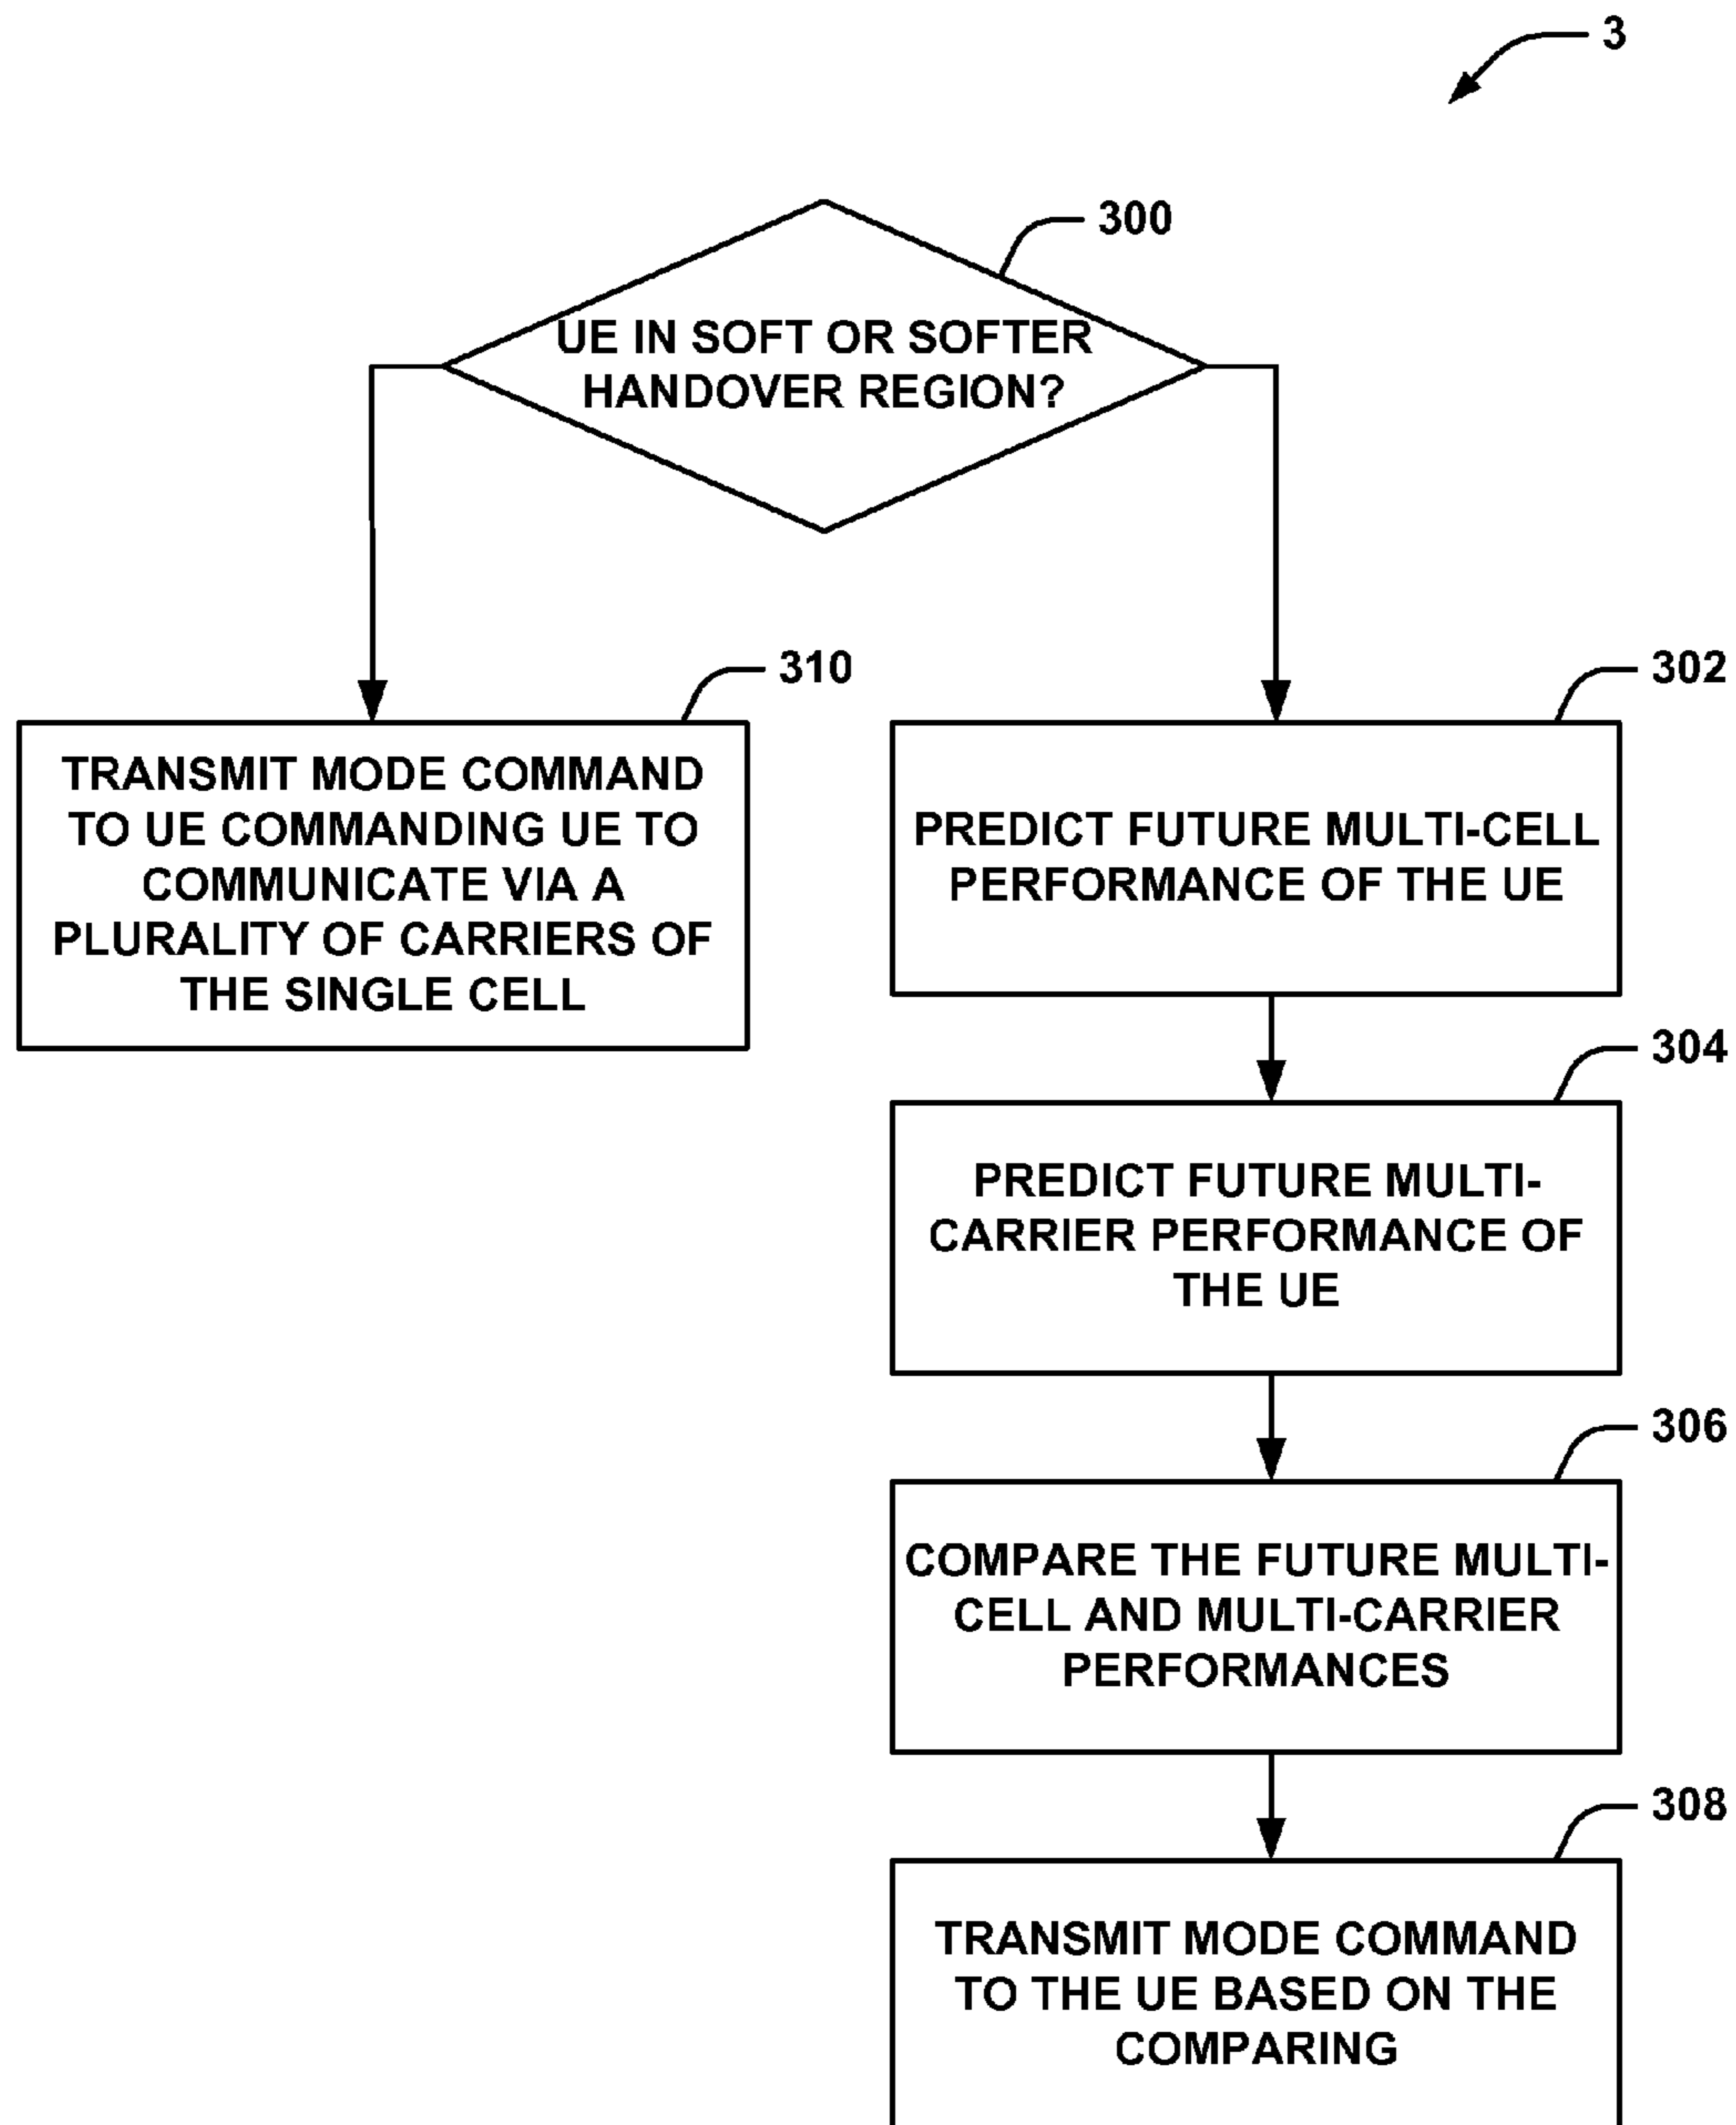 3
300
UE IN SOFT OR SOFTER
HANDOVER REGION?
310
TRANSMIT MODE COMMAND
TO UE COMMANDING UE TO
COMMUNICATE VIA A
PLURALITY OF CARRIERS OF
THE SINGLE CELL
302
PREDICT FUTURE MULTI-CELL
PERFORMANCE OF THE UE
304
PREDICT FUTURE MULTI-
CARRIER PERFORMANCE OF
THE UE
306
COMPARE THE FUTURE MULTI-
CELL AND MULTI-CARRIER
PERFORMANCES
308
TRANSMIT MODE COMMAND
TO THE UE BASED ON THE
COMPARING